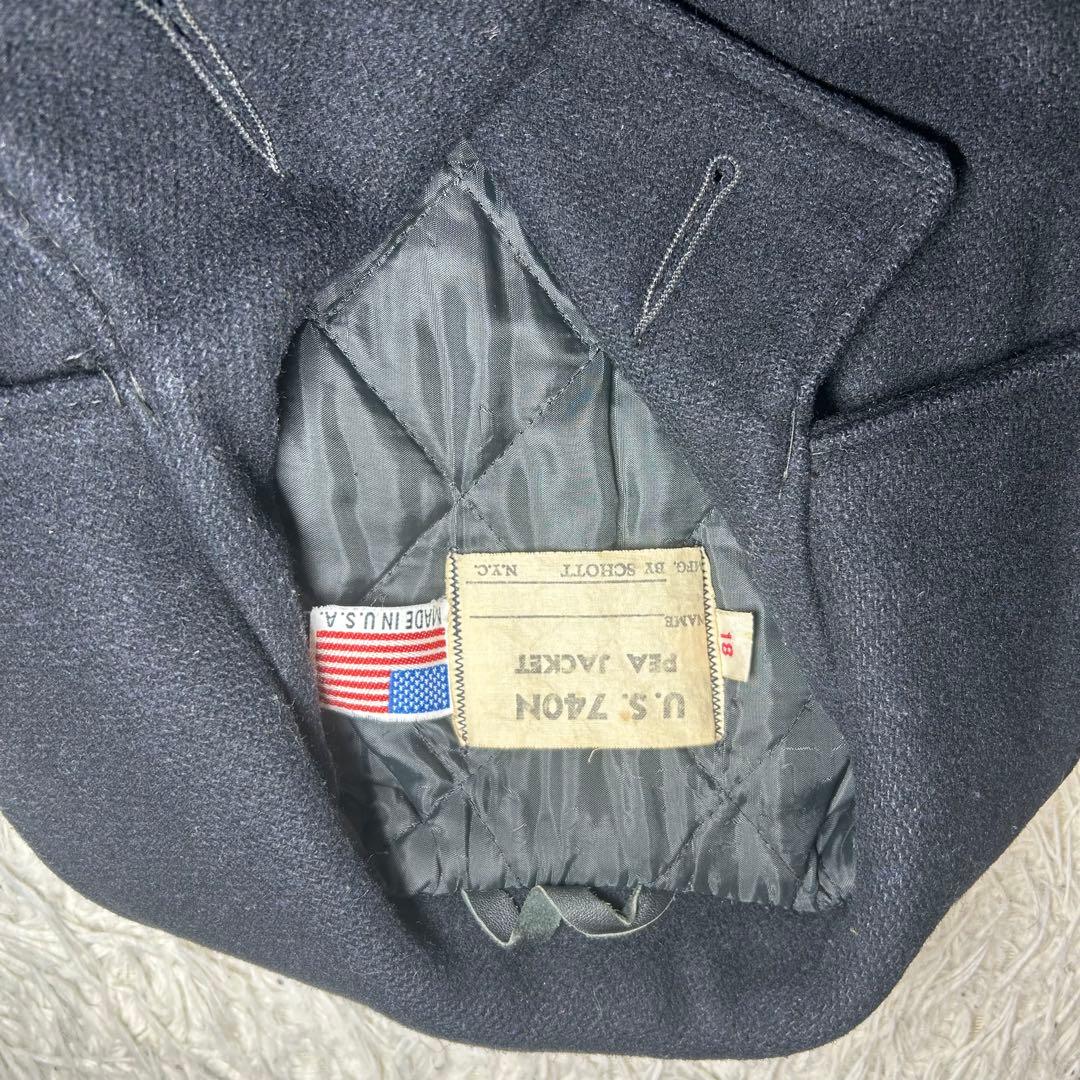 U.S. 740N
PEA JACKET
NAME
MFG. BY SCHOTT N.Y.C.
MADE IN U.S.A.
18